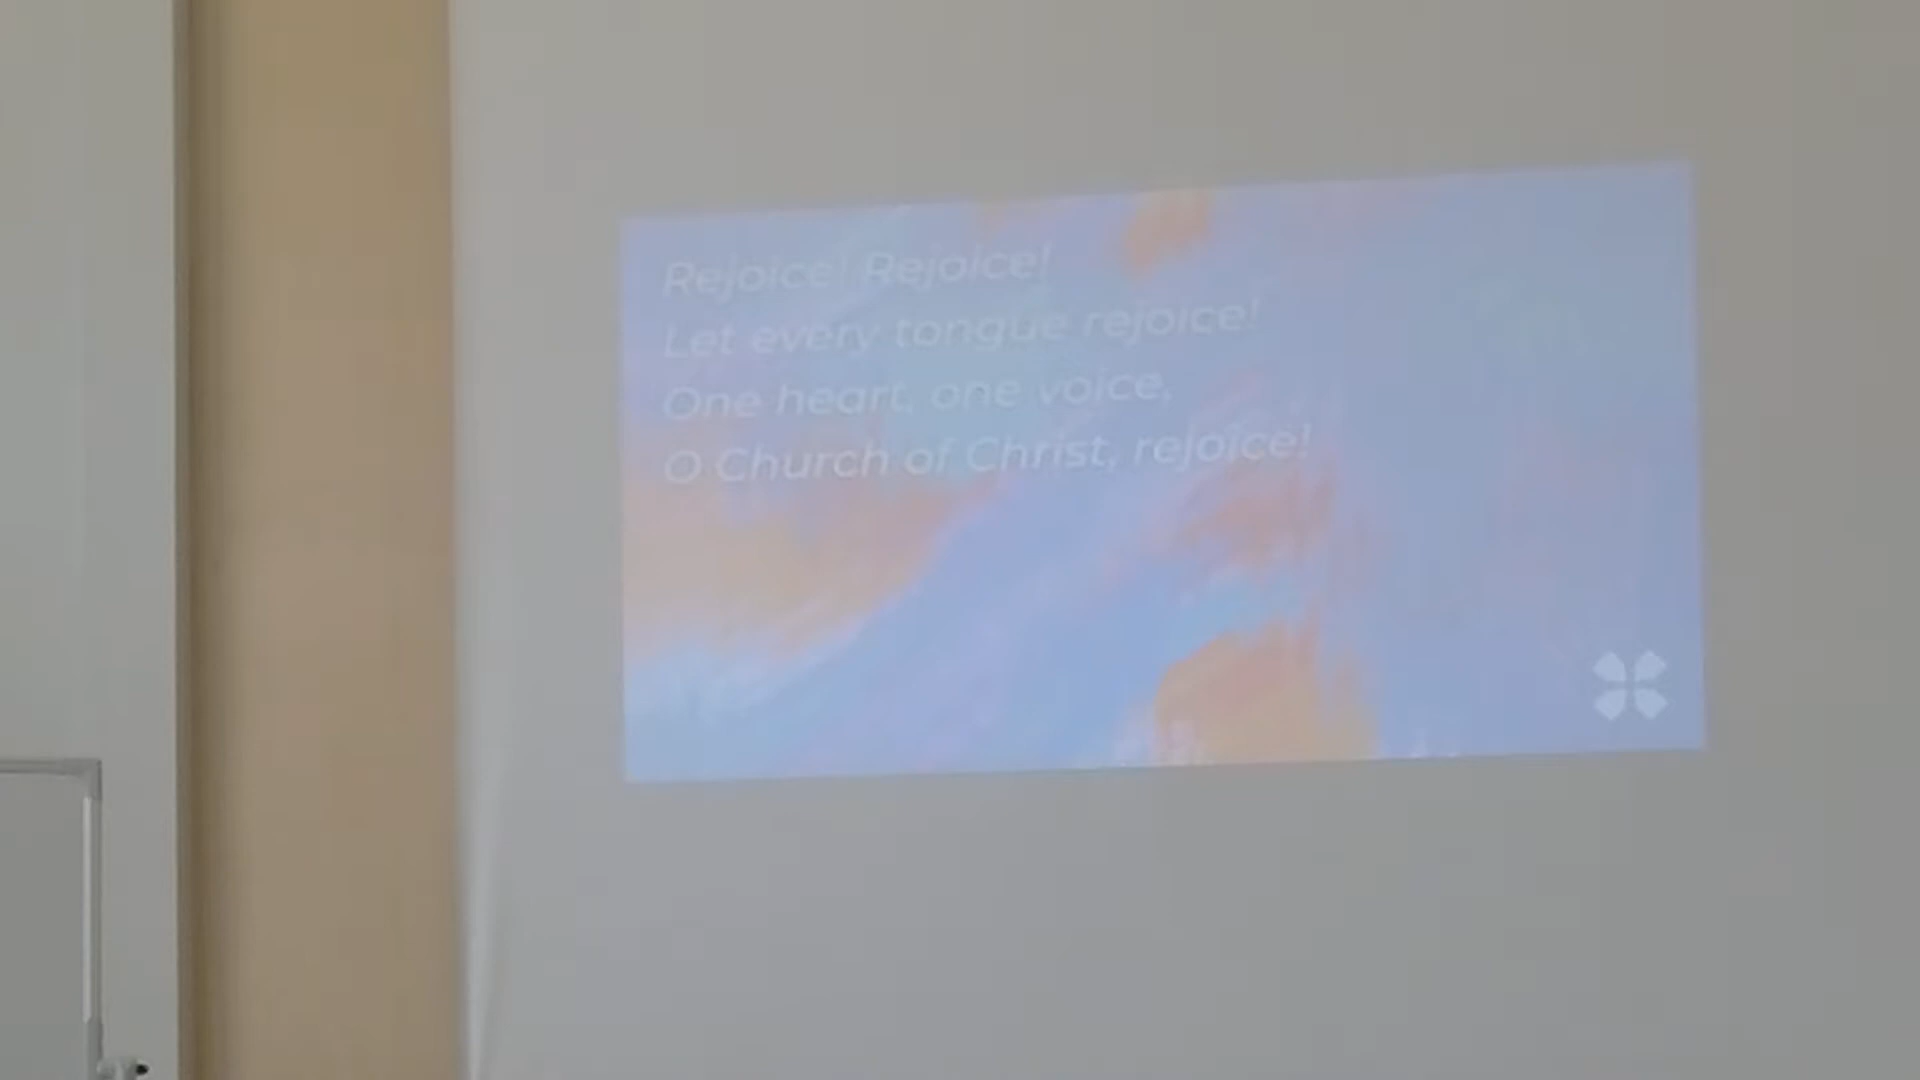 Rejoice! Rejoice!
Let every tongue rejoice!
One heart, one voice,
O Church of Christ, rejoice!